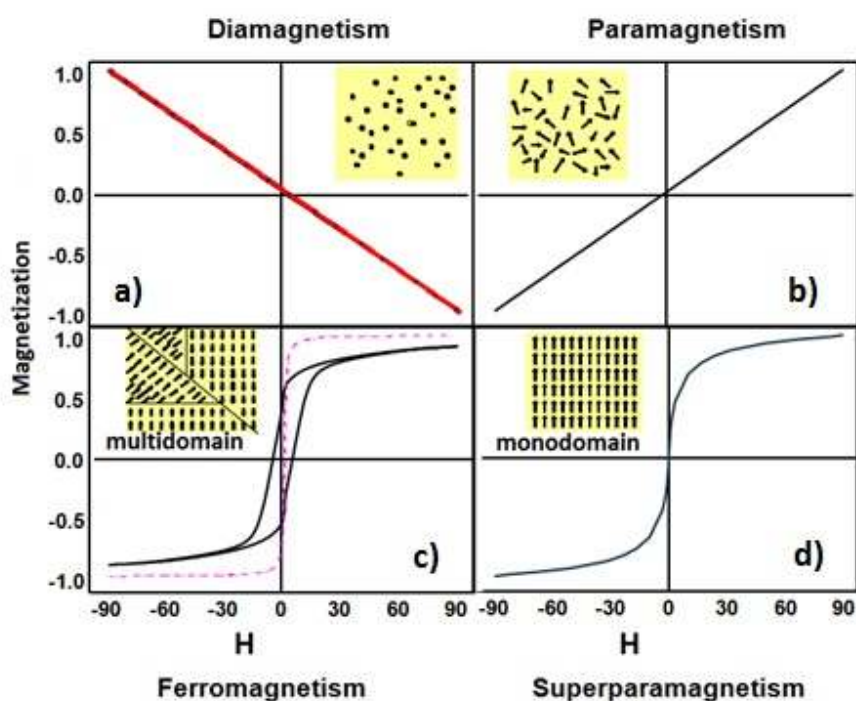 Diamagnetism Paramagnetism
1.0
0.5
0.0
-0.5
-1.0
a) b)
Magnetization
1.0
0.5
0.0
-0.5
-1.0
multidomain monodomain
c) d)
-90 -60 -30 0 30 60 90 -90 -60 -30 0 30 60 90
H H
Ferromagnetism Superparamagnetism